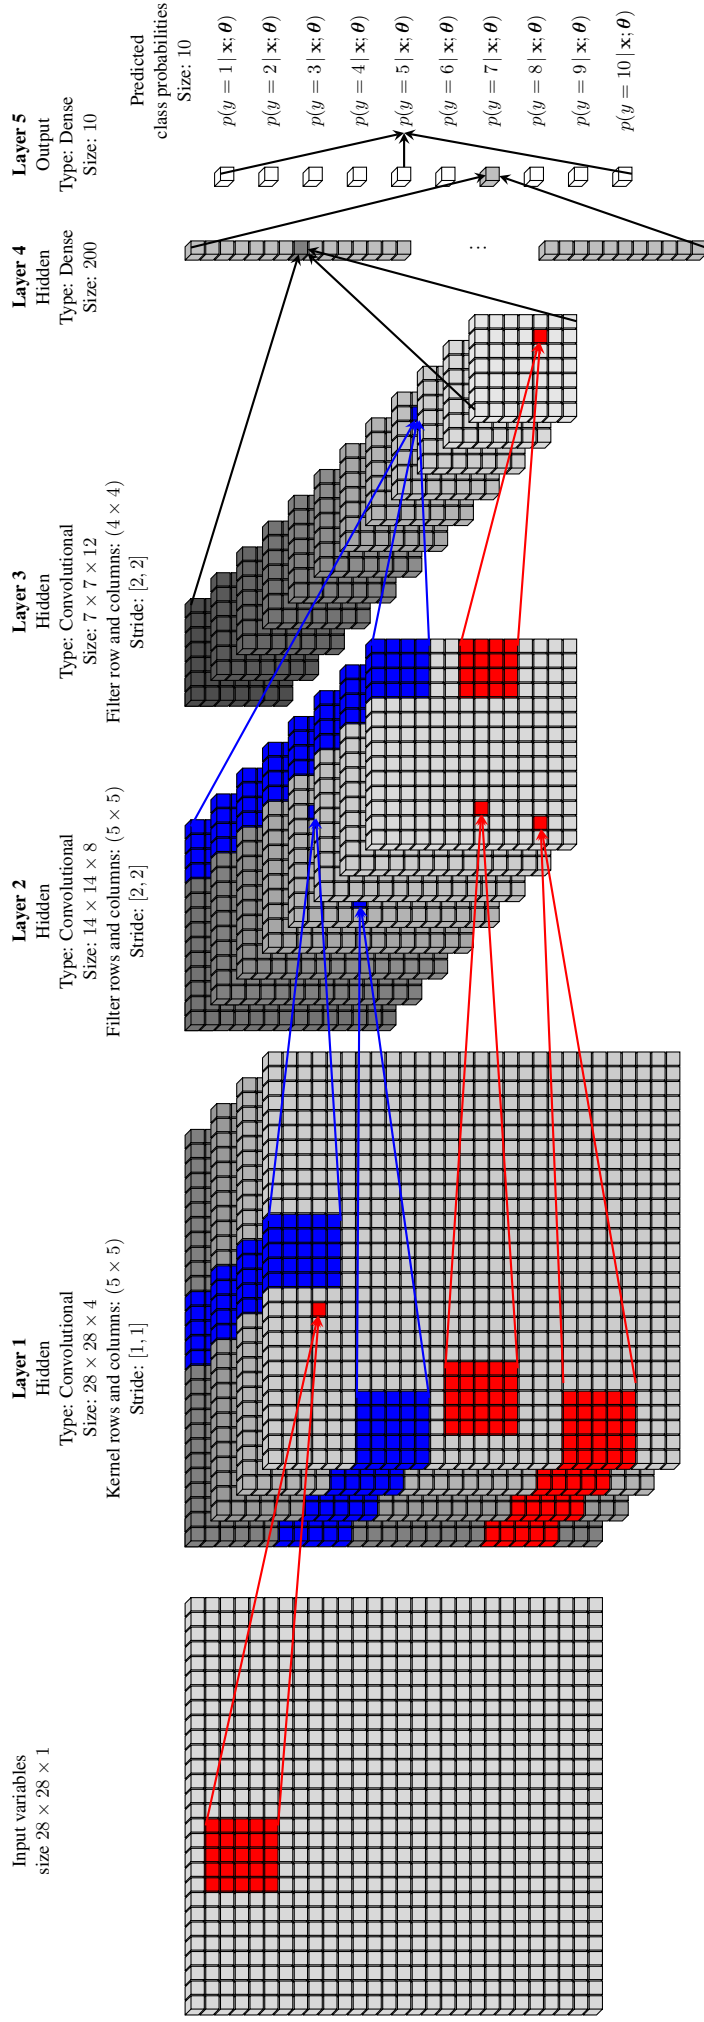 Input variables
size 28 × 28 × 1
Layer 1
Hidden
Type: Convolutional
Size: 28 × 28 × 4
Kernel rows and columns: (5 × 5)
Stride: [1, 1]
Layer 2
Hidden
Type: Convolutional
Size: 14 × 14 × 8
Filter rows and columns: (5 × 5)
Stride: [2, 2]
Layer 3
Hidden
Type: Convolutional
Size: 7 × 7 × 12
Filter row and columns: (4 × 4)
Stride: [2, 2]
Layer 4
Hidden
Type: Dense
Size: 200
...
Layer 5
Output
Type: Dense
Size: 10
Predicted
class probabilities
Size: 10
p(y = 1 | x; θ)
p(y = 2 | x; θ)
p(y = 3 | x; θ)
p(y = 4 | x; θ)
p(y = 5 | x; θ)
p(y = 6 | x; θ)
p(y = 7 | x; θ)
p(y = 8 | x; θ)
p(y = 9 | x; θ)
p(y = 10 | x; θ)